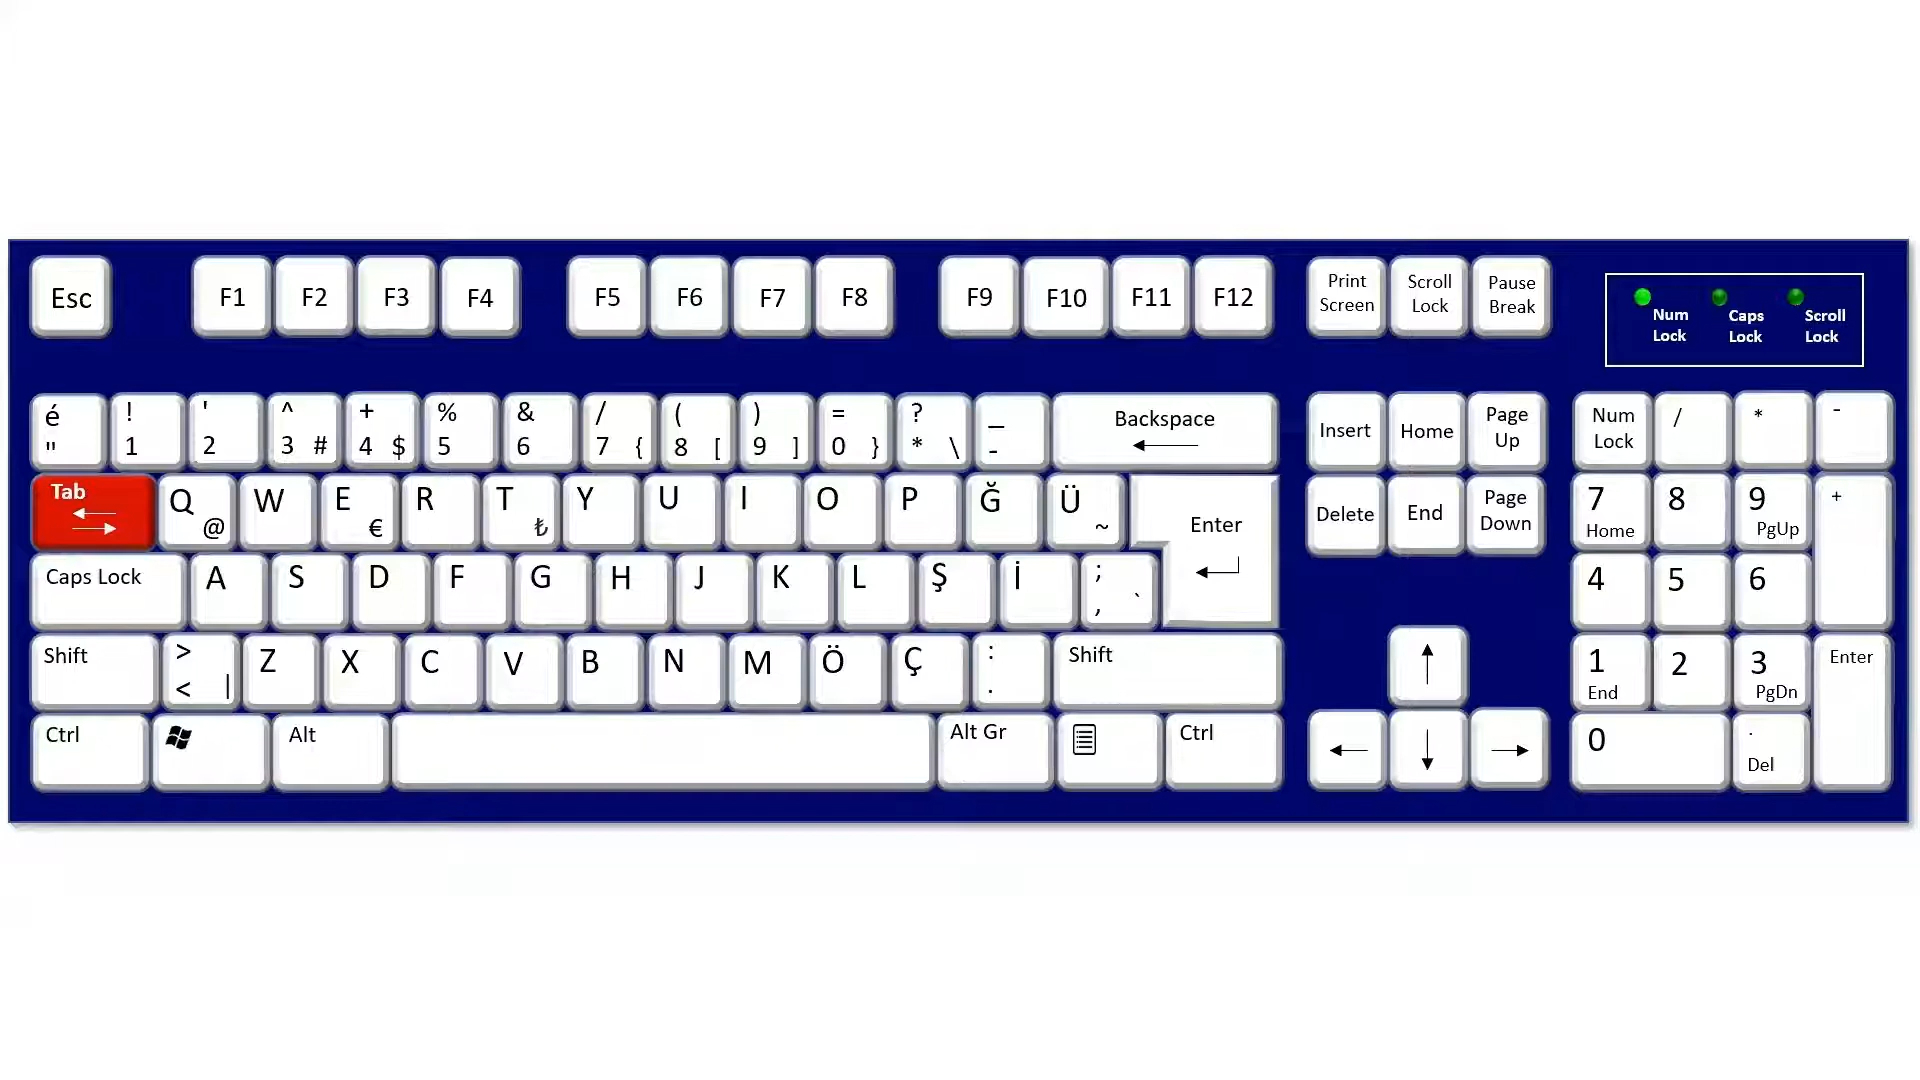 Esc F1 F2 F3 F4 F5 F6 F7 F8 F9 F10 F11 F12
Print
Screen
Scroll
Lock
Pause
Break
Num
Lock
Caps
Lock
Scroll
Lock
é ! ' ^ + % & / ( ) = ? _
" 1 2 3 # 4 $ 5 6 7 { 8 [ 9 ] 0 } * \ -
Backspace
Insert
Home
Page
Up
Num
Lock
/ * -
Tab
Q @ W E € R T ₺ Y U I O P Ğ Ü ~
Enter
Delete
End
Page
Down
7
Home
8
9
PgUp
+
Caps Lock A S D F G H J K L Ş İ ;
, `
4 5 6
Shift > Z X C V B N M Ö Ç : Shift
< | .
1
End
2
3
PgDn
Enter
Ctrl Alt Alt Gr Ctrl
0
.
Del